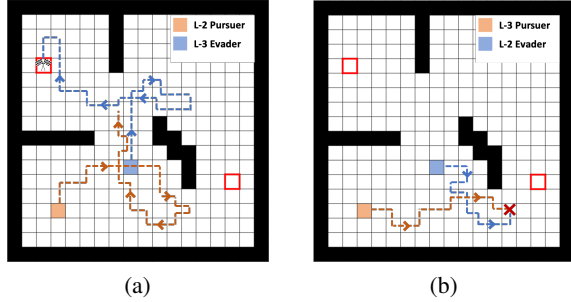 L-2 Pursuer
L-3 Evader
L-3 Pursuer
L-2 Evader
(a)
(b)